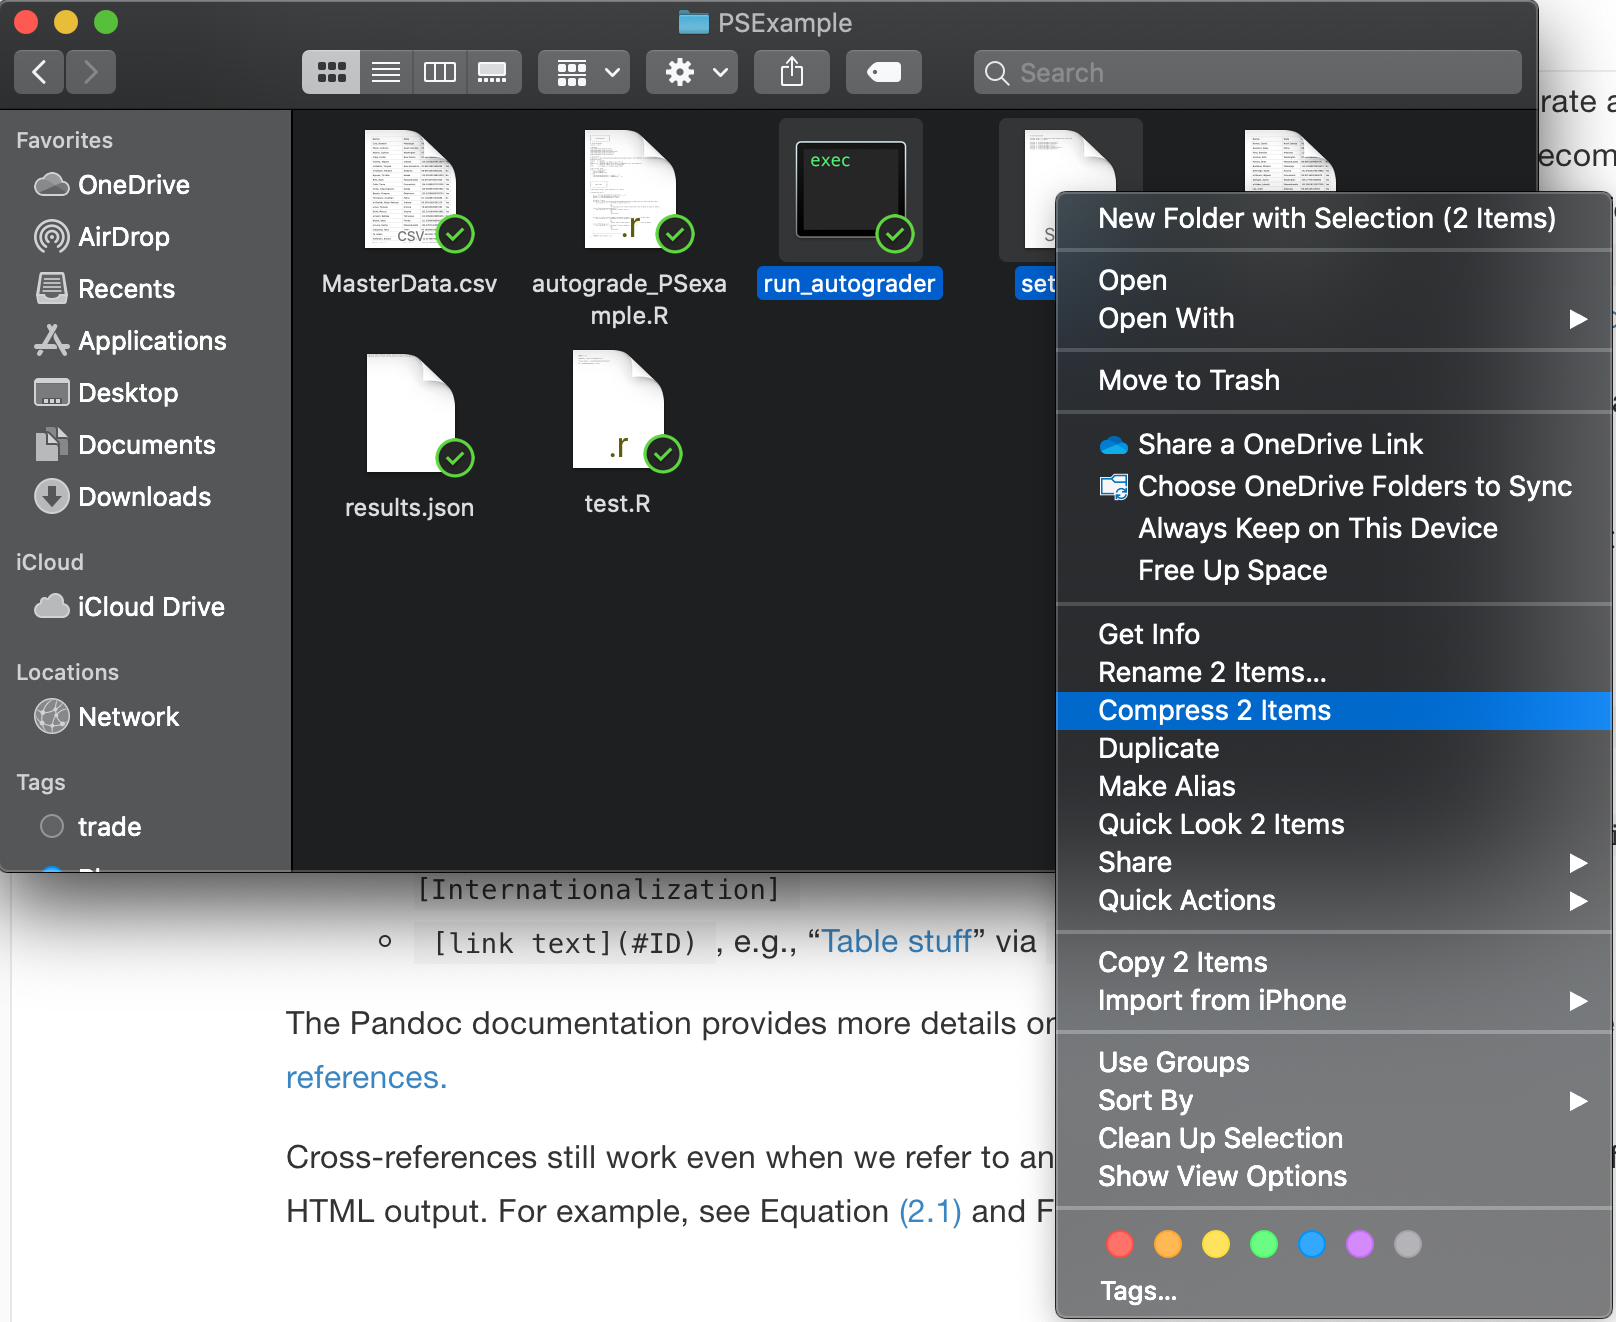 PSExample
Search
Favorites
OneDrive
AirDrop
Recents
Applications
Desktop
Documents
Downloads
iCloud
iCloud Drive
Locations
Network
Tags
trade
CSV
MasterData.csv
.r
autograde_PSexa
mple.R
exec
run_autograder
set
results.json
.r
test.R
New Folder with Selection (2 Items)
Open
Open With
Move to Trash
Share a OneDrive Link
Choose OneDrive Folders to Sync
Always Keep on This Device
Free Up Space
Get Info
Rename 2 Items...
Compress 2 Items
Duplicate
Make Alias
Quick Look 2 Items
Share
Quick Actions
Copy 2 Items
Import from iPhone
Use Groups
Sort By
Clean Up Selection
Show View Options
Tags...
rate a
ecom
[Internationalization]
[link text](#ID) , e.g., “Table stuff” via
The Pandoc documentation provides more details or
references.
Cross-references still work even when we refer to an
HTML output. For example, see Equation (2.1) and F